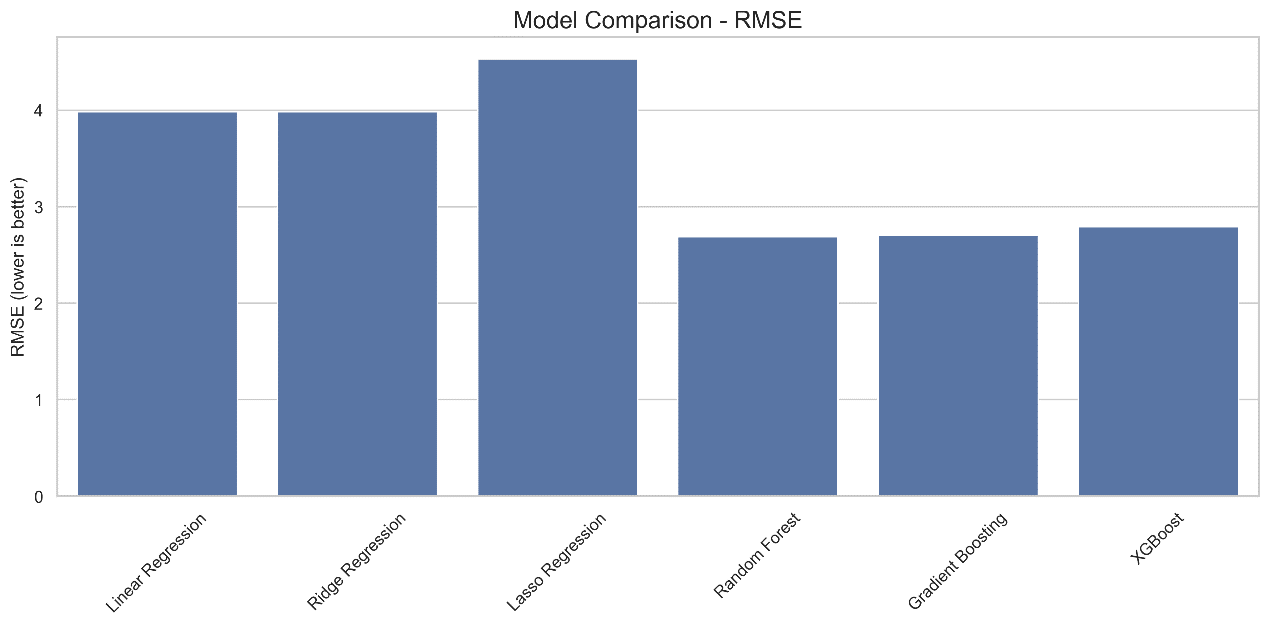 Model Comparison - RMSE
RMSE (lower is better)
4
3
2
1
0
Linear Regression
Ridge Regression
Lasso Regression
Random Forest
Gradient Boosting
XGBoost